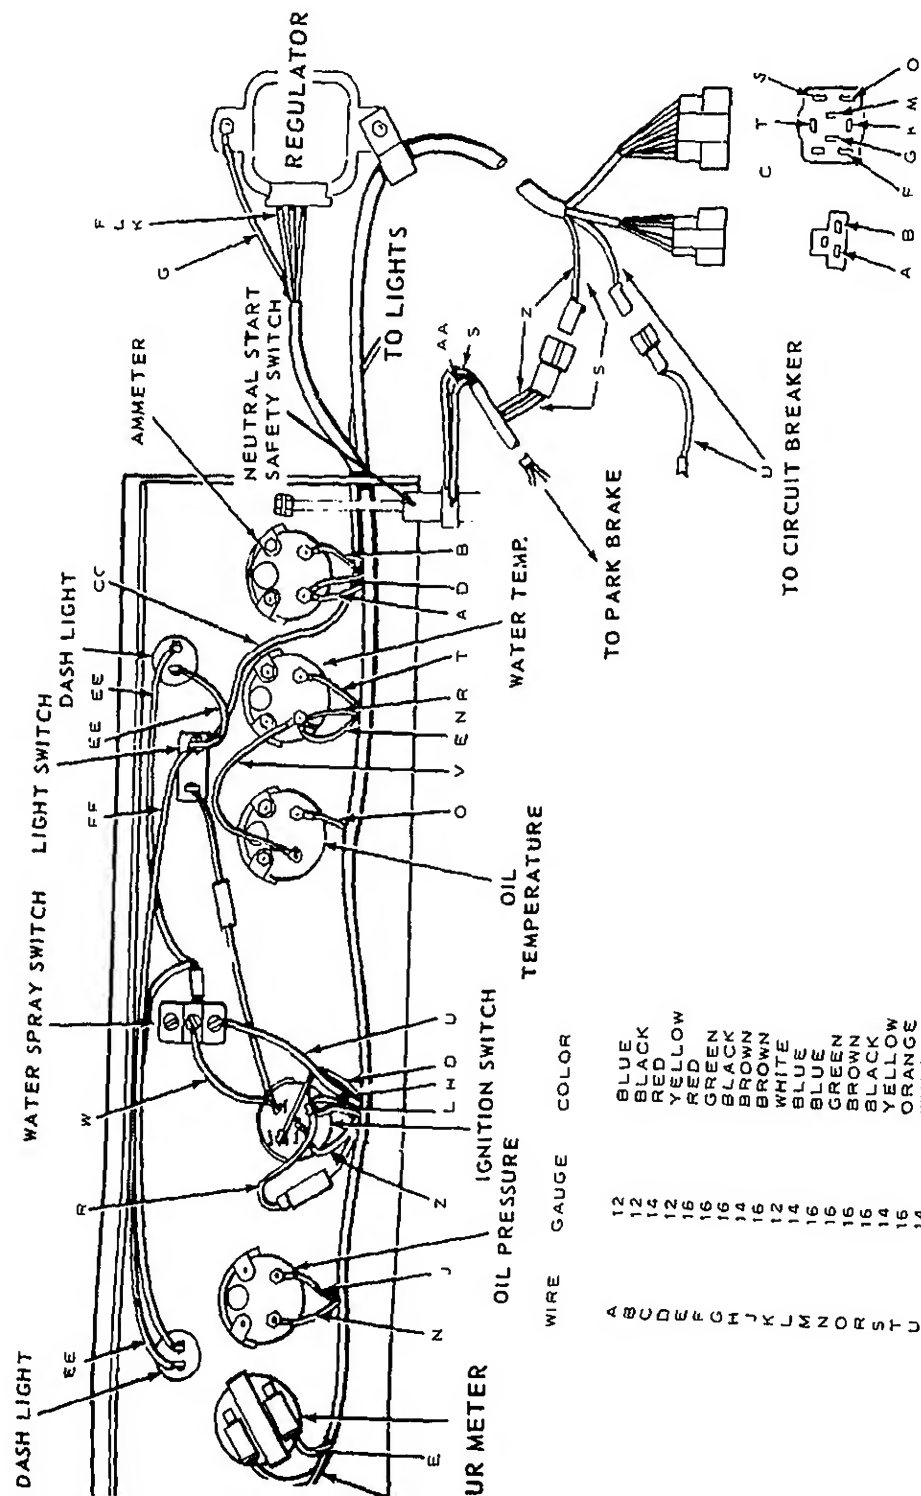 DASH LIGHT
EE
WATER SPRAY SWITCH
W
R
LIGHT SWITCH
FF
DASH LIGHT
EE
EE
CC
AMMETER
NEUTRAL START
SAFETY SWITCH
G
F
L
K
REGULATOR
TO LIGHTS
UR METER
E
N
J
OIL PRESSURE
Z
IGNITION SWITCH
L
H
D
U
OIL
TEMPERATURE
O
V
E
N
R
T
WATER TEMP.
A
D
B
AA
S
Z
S
Z
S
TO PARK BRAKE
U
TO CIRCUIT BREAKER
A
B
C
T
S
F
G
K
M
O
WIRE GAUGE COLOR
A 12 BLUE
B 12 BLACK
C 14 RED
D 12 YELLOW
E 16 RED
F 16 GREEN
G 16 BLACK
H 14 BROWN
J 16 BROWN
K 12 WHITE
L 14 BLUE
M 16 BLUE
N 16 GREEN
O 16 BROWN
R 16 BLACK
S 14 YELLOW
T 16 ORANGE
U 14